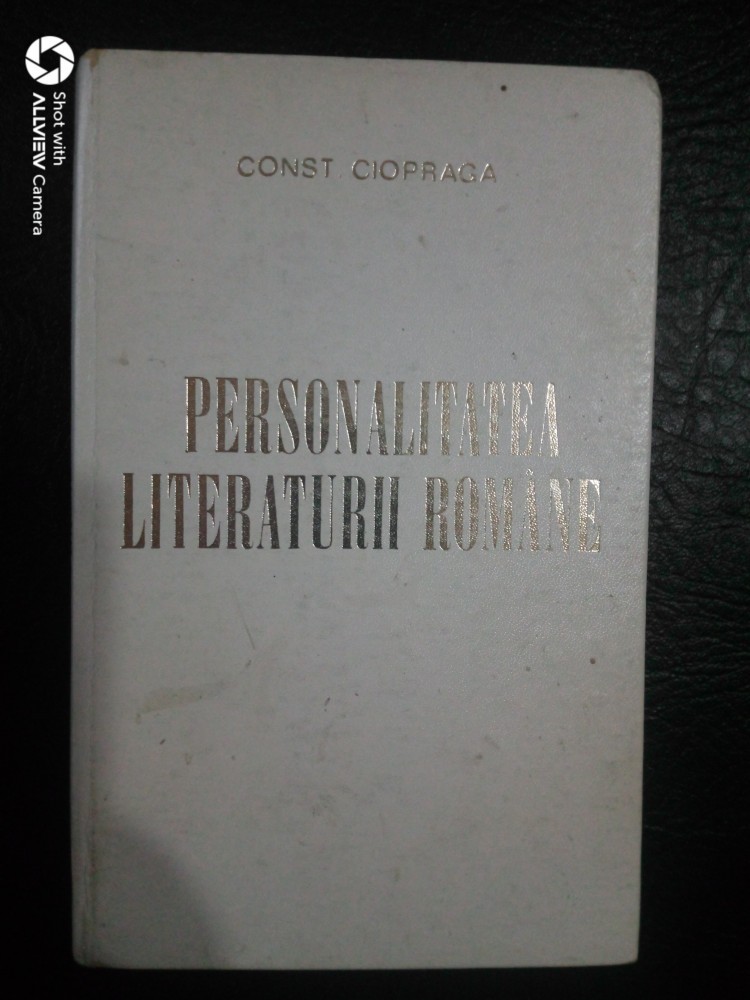 CONST. CIOPRAGA
PERSONALITATEA
LITERATURII ROMÂNE
Shot with
ALLVIEW Camera